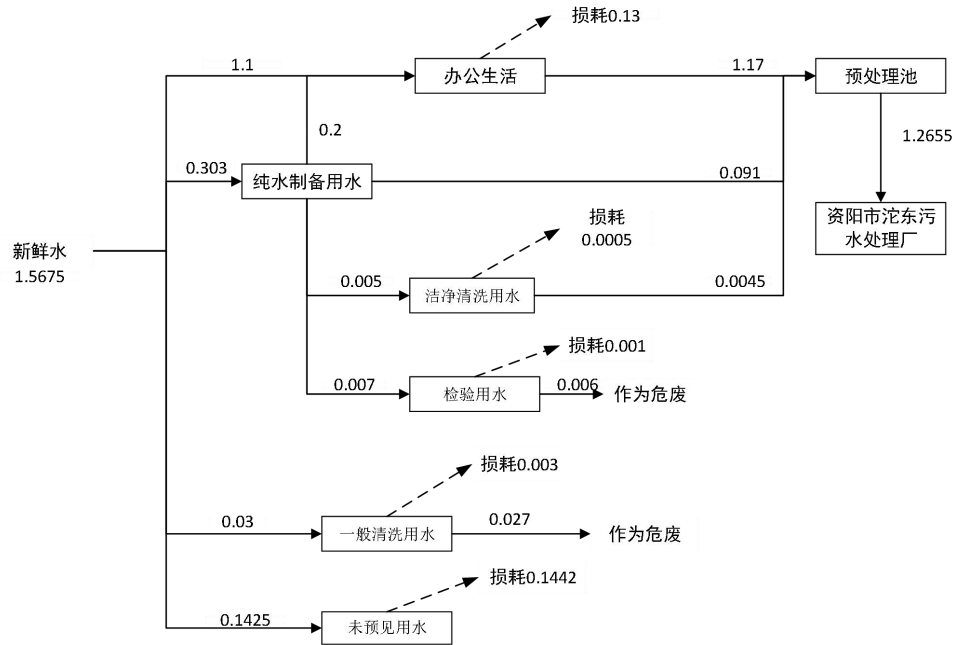 损耗0.13
1.1
办公生活
1.17
预处理池
0.2
1.2655
0.303
纯水制备用水
0.091
资阳市沱东污
水处理厂
损耗
0.0005
新鲜水
1.5675
0.005
洁净清洗用水
0.0045
损耗0.001
0.007
检验用水
0.006
作为危废
损耗0.003
0.03
一般清洗用水
0.027
作为危废
损耗0.1442
0.1425
未预见用水